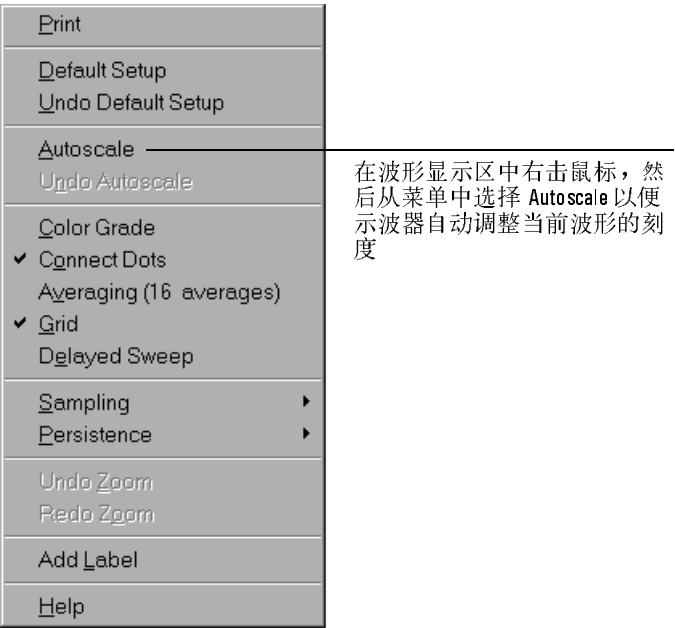 Print
Default Setup
Undo Default Setup
Autoscale
Undo Autoscale
在波形显示区中右击鼠标，然
后从菜单中选择 Autoscale 以便
示波器自动调整当前波形的刻
度
Color Grade
Connect Dots
Averaging (16 averages)
Grid
Delayed Sweep
Sampling
Persistence
Undo Zoom
Redo Zoom
Add Label
Help